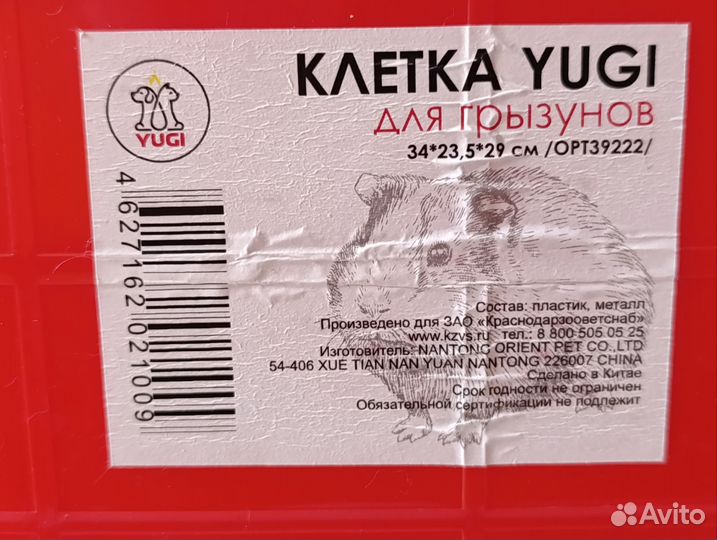 YUGI
КЛЕТКА YUGI
для грызунов
34*23,5*29 см /ОРТ39222/
4 627162 021009
Состав: пластик, металл
Произведено для ЗАО «Краснодарзооветснаб»
www.kzvs.ru тел.: 8 800 505 05 25
Изготовитель: NANTONG ORIENT PET CO.,LTD
54-406 XUE TIAN NAN YUAN NANTONG 226007 CHINA
Сделано в Китае
Срок годности не ограничен
Обязательной сертификации не подлежит
Avito